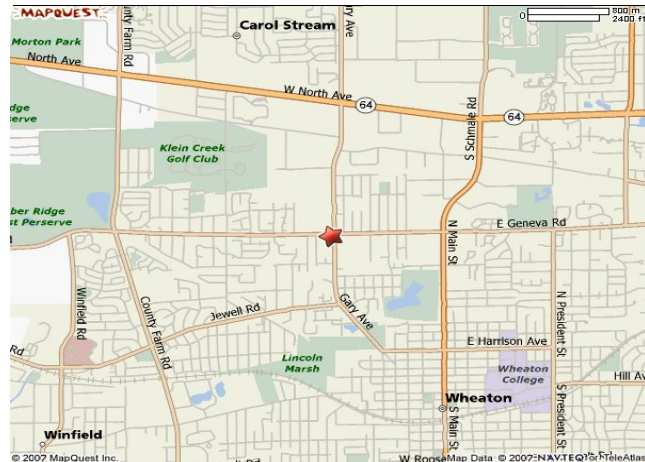 MAPQUEST
800 m
0
2400 ft
Carol Stream
Morton Park
North Ave
W North Ave
64
64
S Schmale Rd
Klein Creek
Golf Club
E Geneva Rd
N Main St
Winfield Rd
County Farm Rd
Jewell Rd
Gary Ave
N President St
E Harrison Ave
Lincoln
Marsh
Wheaton
College
Hill
Wheaton
S Main St
S President St
Winfield
© 2007 MapQuest Inc.
Map Data © 2007 NAVTEQ or TeleAtlas